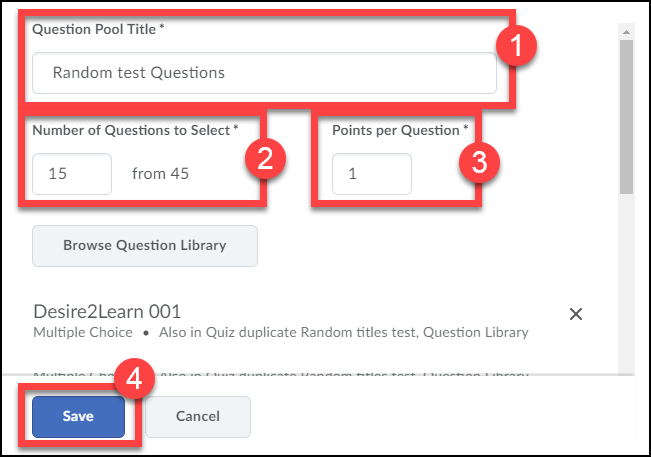 Question Pool Title *
1
Random test Questions
Number of Questions to Select *
2
Points per Question *
3
15 from 45
1
Browse Question Library
Desire2Learn 001
Multiple Choice • Also in Quiz duplicate Random titles test, Question Library
Multiple Choice • Also in Quiz duplicate Random titles test, Question Library
4
Save
Cancel